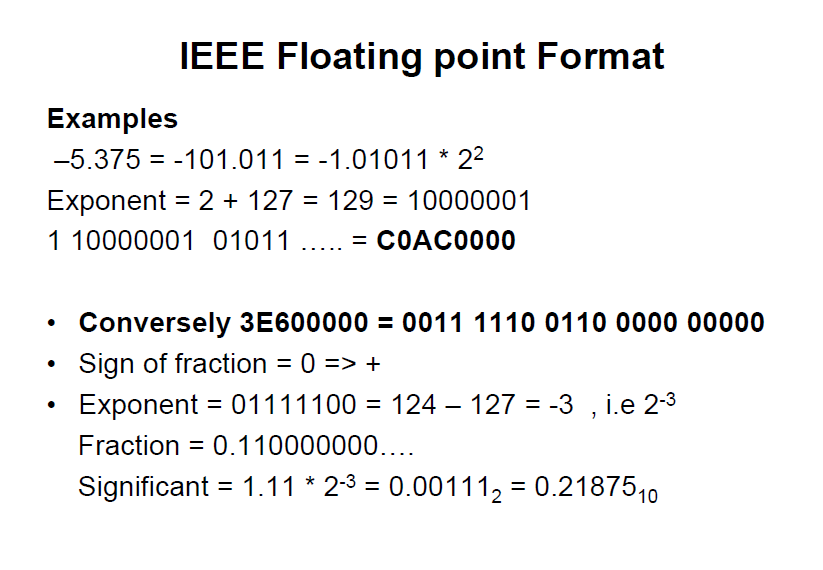 IEEE Floating point Format
Examples
–5.375 = -101.011 = -1.01011 * 2²
Exponent = 2 + 127 = 129 = 10000001
1 10000001  01011 ….. = C0AC0000
• Conversely 3E600000 = 0011 1110 0110 0000 00000
• Sign of fraction = 0 => +
• Exponent = 01111100 = 124 – 127 = -3  , i.e 2⁻³
Fraction = 0.110000000….
Significant = 1.11 * 2⁻³ = 0.00111₂ = 0.21875₁₀